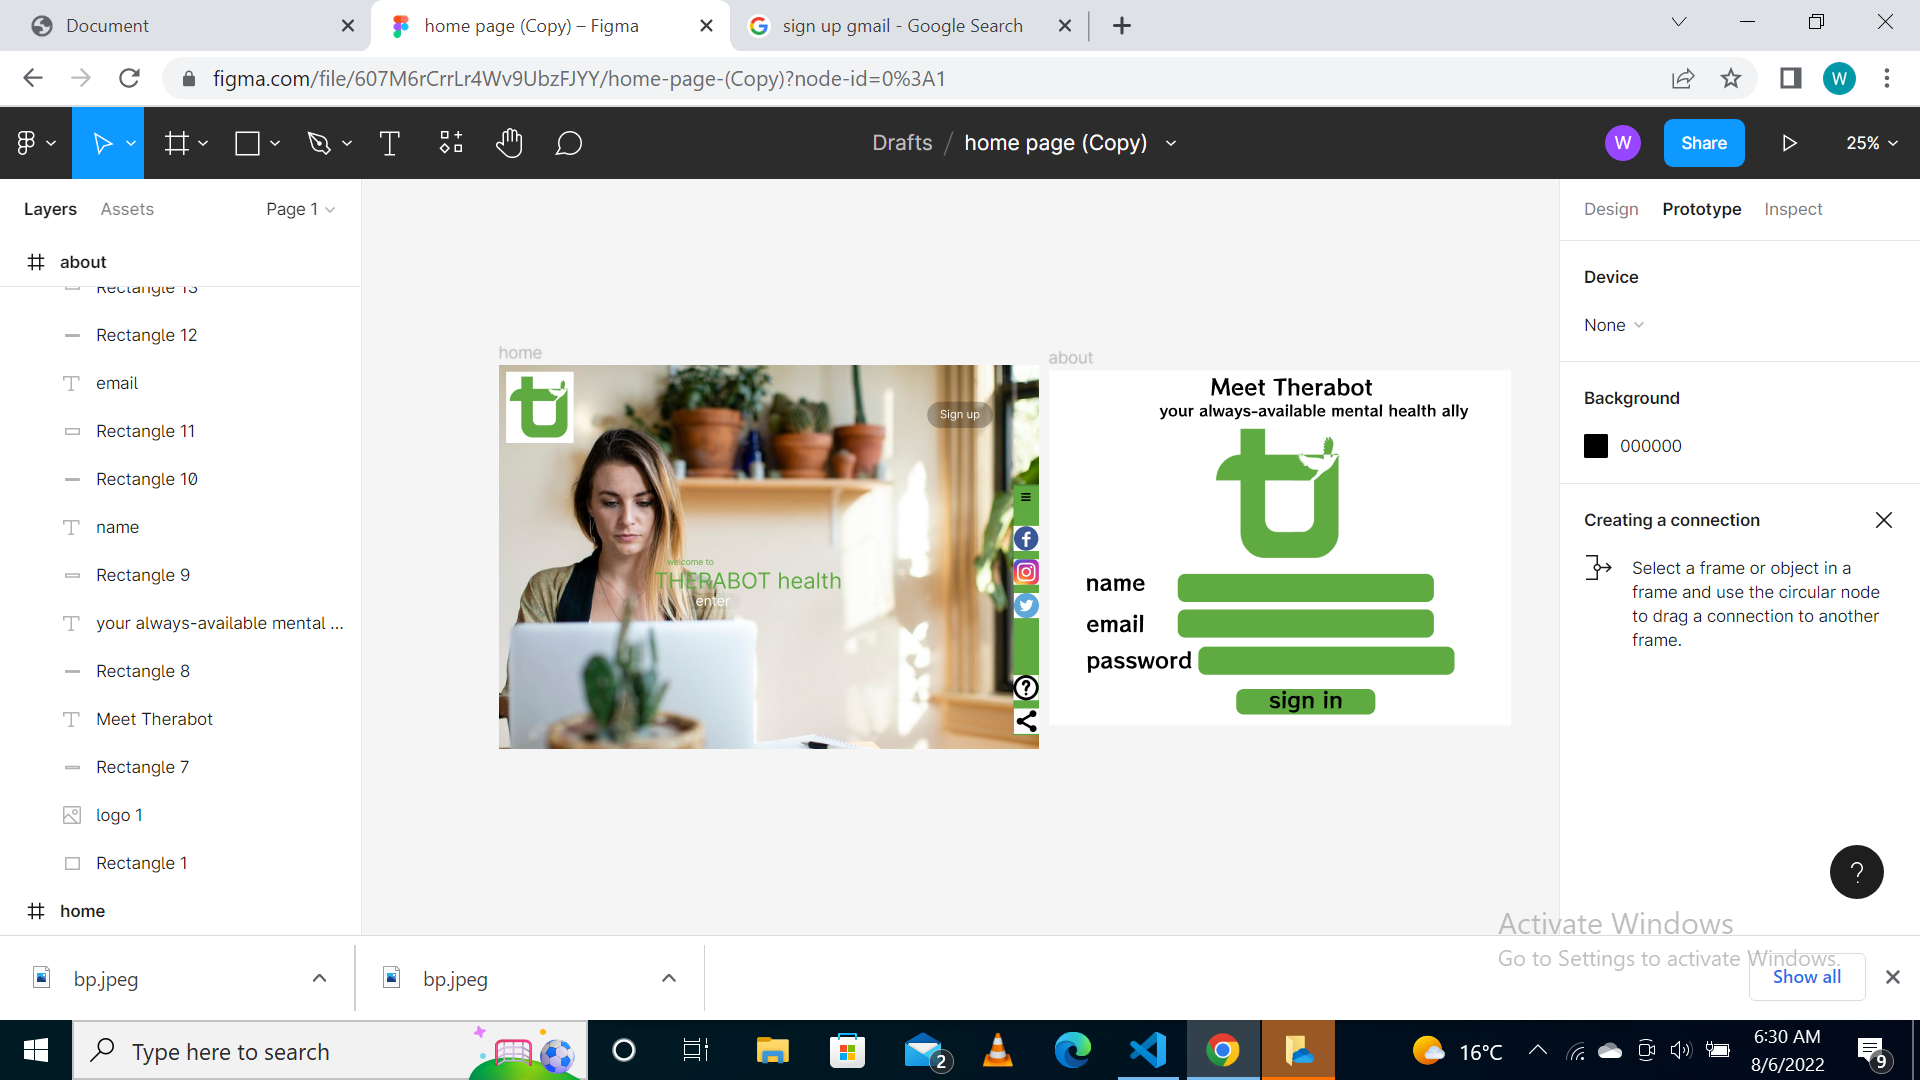 Document
home page (Copy) – Figma
sign up gmail - Google Search
figma.com/file/607M6rCrrLr4Wv9UbzFJYY/home-page-(Copy)?node-id=0%3A1
W
Drafts / home page (Copy)
W
Share
25%
Layers
Assets
Page 1
about
Rectangle 13
Rectangle 12
email
Rectangle 11
Rectangle 10
name
Rectangle 9
your always-available mental ...
Rectangle 8
Meet Therabot
Rectangle 7
logo 1
Rectangle 1
home
home
Sign up
welcome to
THERABOT health
enter
about
Meet Therabot
your always-available mental health ally
name
email
password
sign in
Design
Prototype
Inspect
Device
None
Background
000000
Creating a connection
Select a frame or object in a
frame and use the circular node
to drag a connection to another
frame.
?
Activate Windows
Go to Settings to activate Windows.
bp.jpeg
bp.jpeg
Show all
Type here to search
2
16°C
6:30 AM
8/6/2022
9